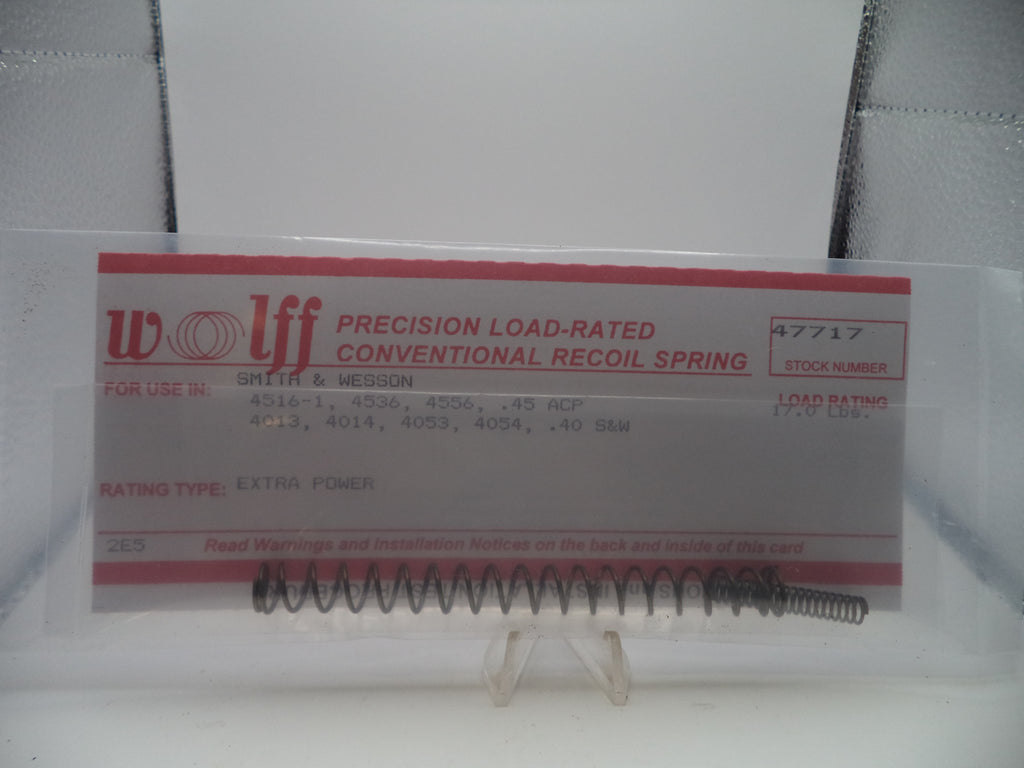 wolff
PRECISION LOAD-RATED
CONVENTIONAL RECOIL SPRING
47717
STOCK NUMBER
FOR USE IN: SMITH & WESSON
4516-1, 4536, 4556, .45 ACP
4013, 4014, 4053, 4054, .40 S&W
LOAD RATING
17.0 Lbs.
RATING TYPE: EXTRA POWER
2E5 Read Warnings and Installation Notices on the back and inside of this card